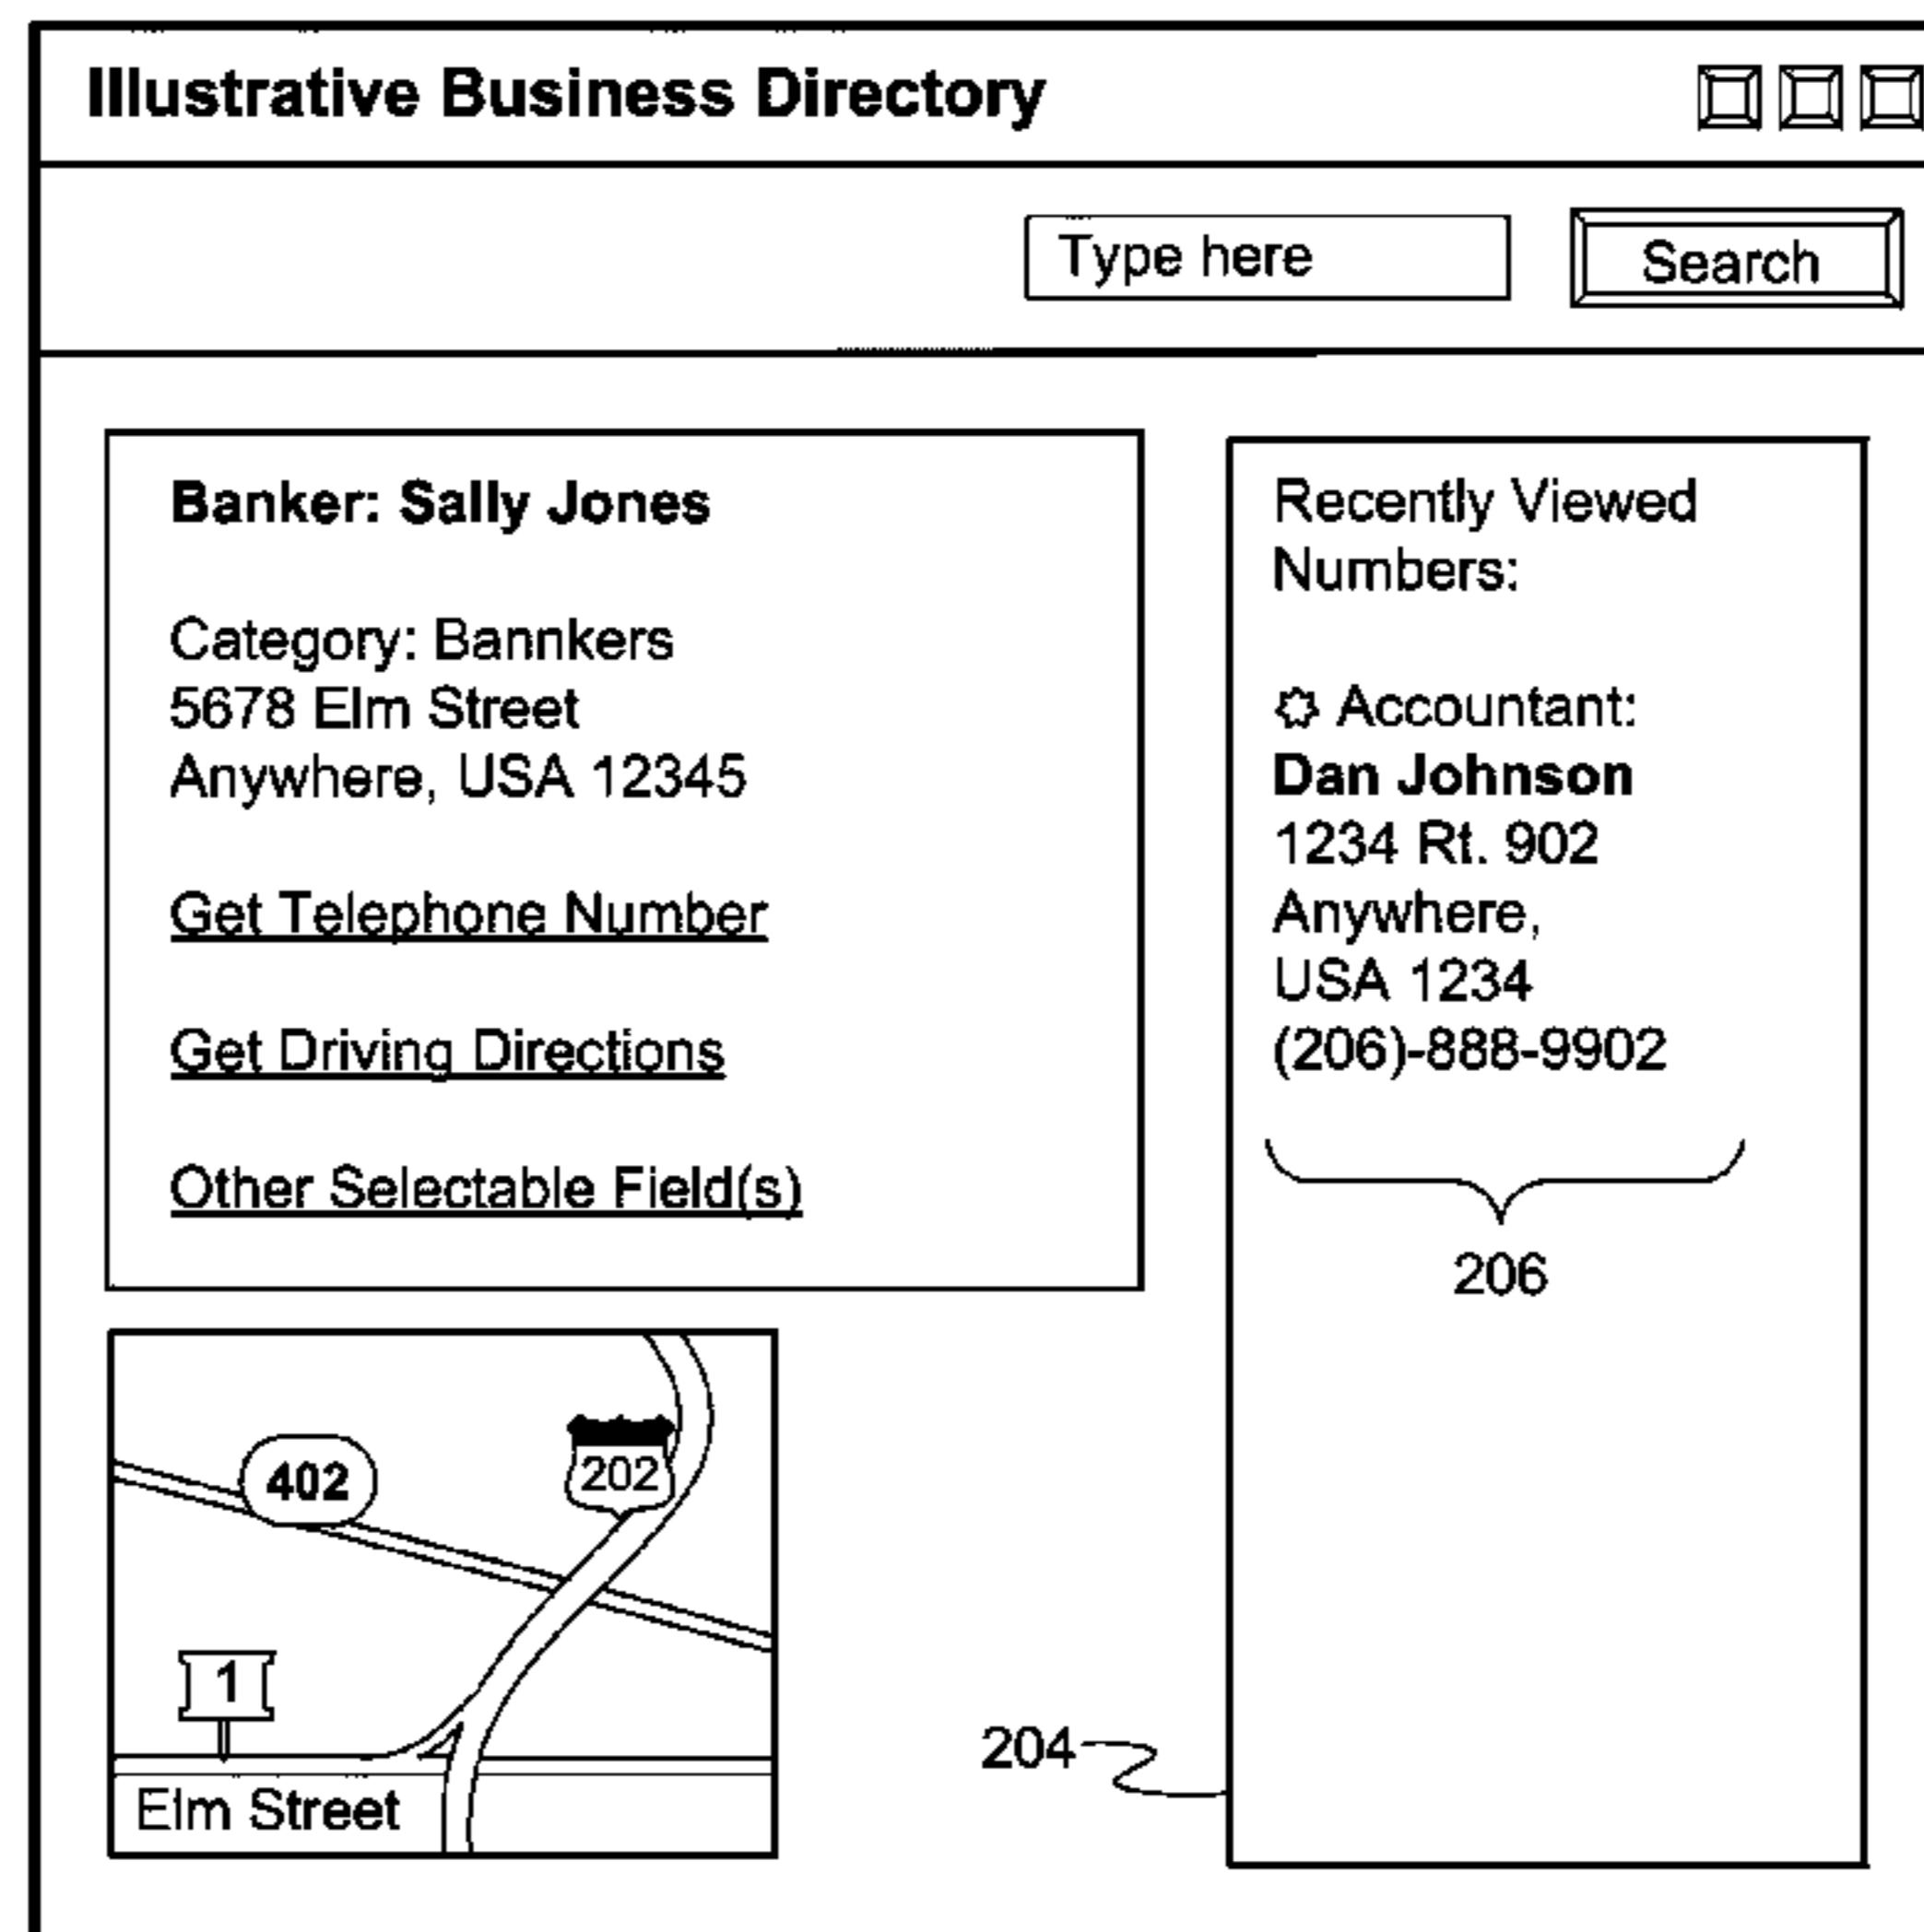 Illustrative Business Directory
Type here
Search
Banker: Sally Jones
Category: Bannkers
5678 Elm Street
Anywhere, USA 12345
Get Telephone Number
Get Driving Directions
Other Selectable Field(s)
Recently Viewed
Numbers:
Accountant:
Dan Johnson
1234 Rt. 902
Anywhere,
USA 1234
(206)-888-9902
206
402
202
1
Elm Street
204